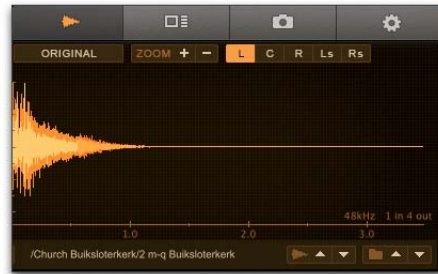 ORIGINAL ZOOM + − L C R Ls Rs
48kHz 1 in 4 out
1.0 2.0 3.0
/Church Buiksloterkerk/2 m-q Buiksloterkerk